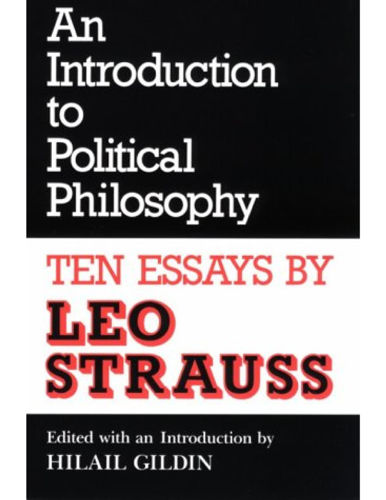 An
Introduction
to
Political
Philosophy
TEN ESSAYS BY
LEO
STRAUSS
Edited with an Introduction by
HILAIL GILDIN